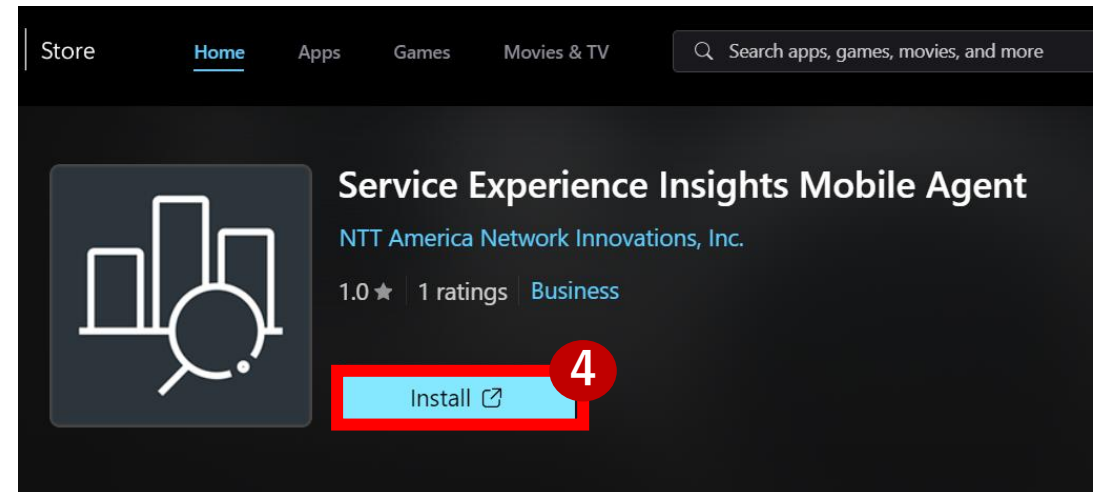 Store Home Apps Games Movies & TV Search apps, games, movies, and more
Service Experience Insights Mobile Agent
NTT America Network Innovations, Inc.
1.0 ★ 1 ratings Business
4
Install